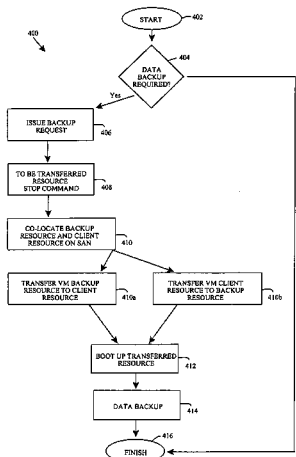 400
START
402
DATA
BACKUP
REQUIRED?
404
Yes
ISSUE BACKUP
REQUEST
406
TO BE TRANSFERRED
RESOURCE
STOP COMMAND
408
CO-LOCATE BACKUP
RESOURCE AND CLIENT
RESOURCE ON SAN
410
TRANSFER VM BACKUP
RESOURCE TO CLIENT
RESOURCE
410a
TRANSFER VM CLIENT
RESOURCE TO BACKUP
RESOURCE
410b
BOOT UP TRANSFERRED
RESOURCE
412
DATA BACKUP
414
FINISH
416